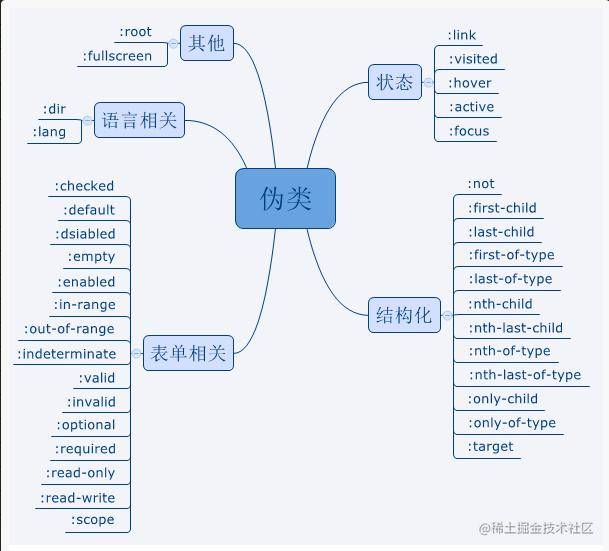 伪类
状态
:link
:visited
:hover
:active
:focus
结构化
:not
:first-child
:last-child
:first-of-type
:last-of-type
:nth-child
:nth-last-child
:nth-of-type
:nth-last-of-type
:only-child
:only-of-type
:target
其他
:root
:fullscreen
语言相关
:dir
:lang
表单相关
:checked
:default
:dsiabled
:empty
:enabled
:in-range
:out-of-range
:indeterminate
:valid
:invalid
:optional
:required
:read-only
:read-write
:scope
@稀土掘金技术社区